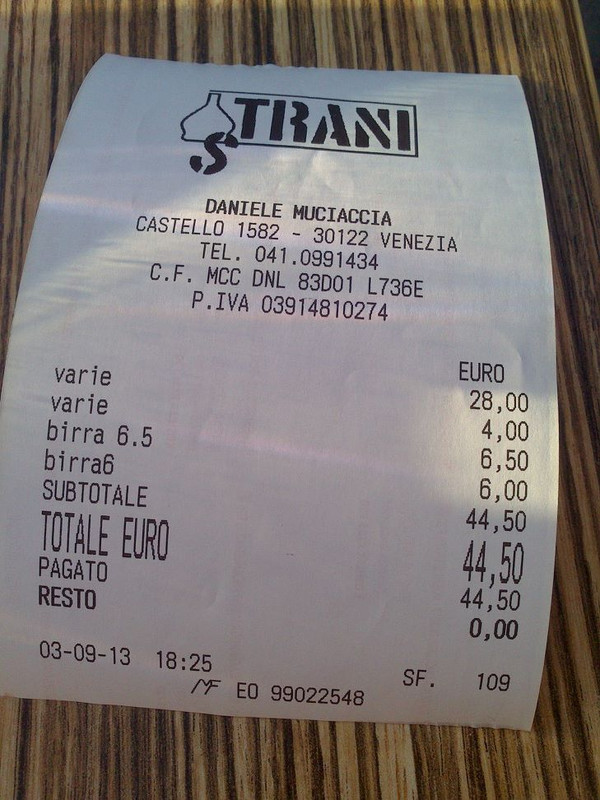 STRANI
DANIELE MUCIACCIA
CASTELLO 1582 - 30122 VENEZIA
TEL. 041.0991434
C.F. MCC DNL 83D01 L736E
P.IVA 03914810274
EURO
varie 28,00
varie 4,00
birra 6.5 6,50
birra6 6,00
SUBTOTALE 44,50
TOTALE EURO 44,50
PAGATO 44,50
RESTO 0,00
03-09-13 18:25 SF. 109
MF EO 99022548